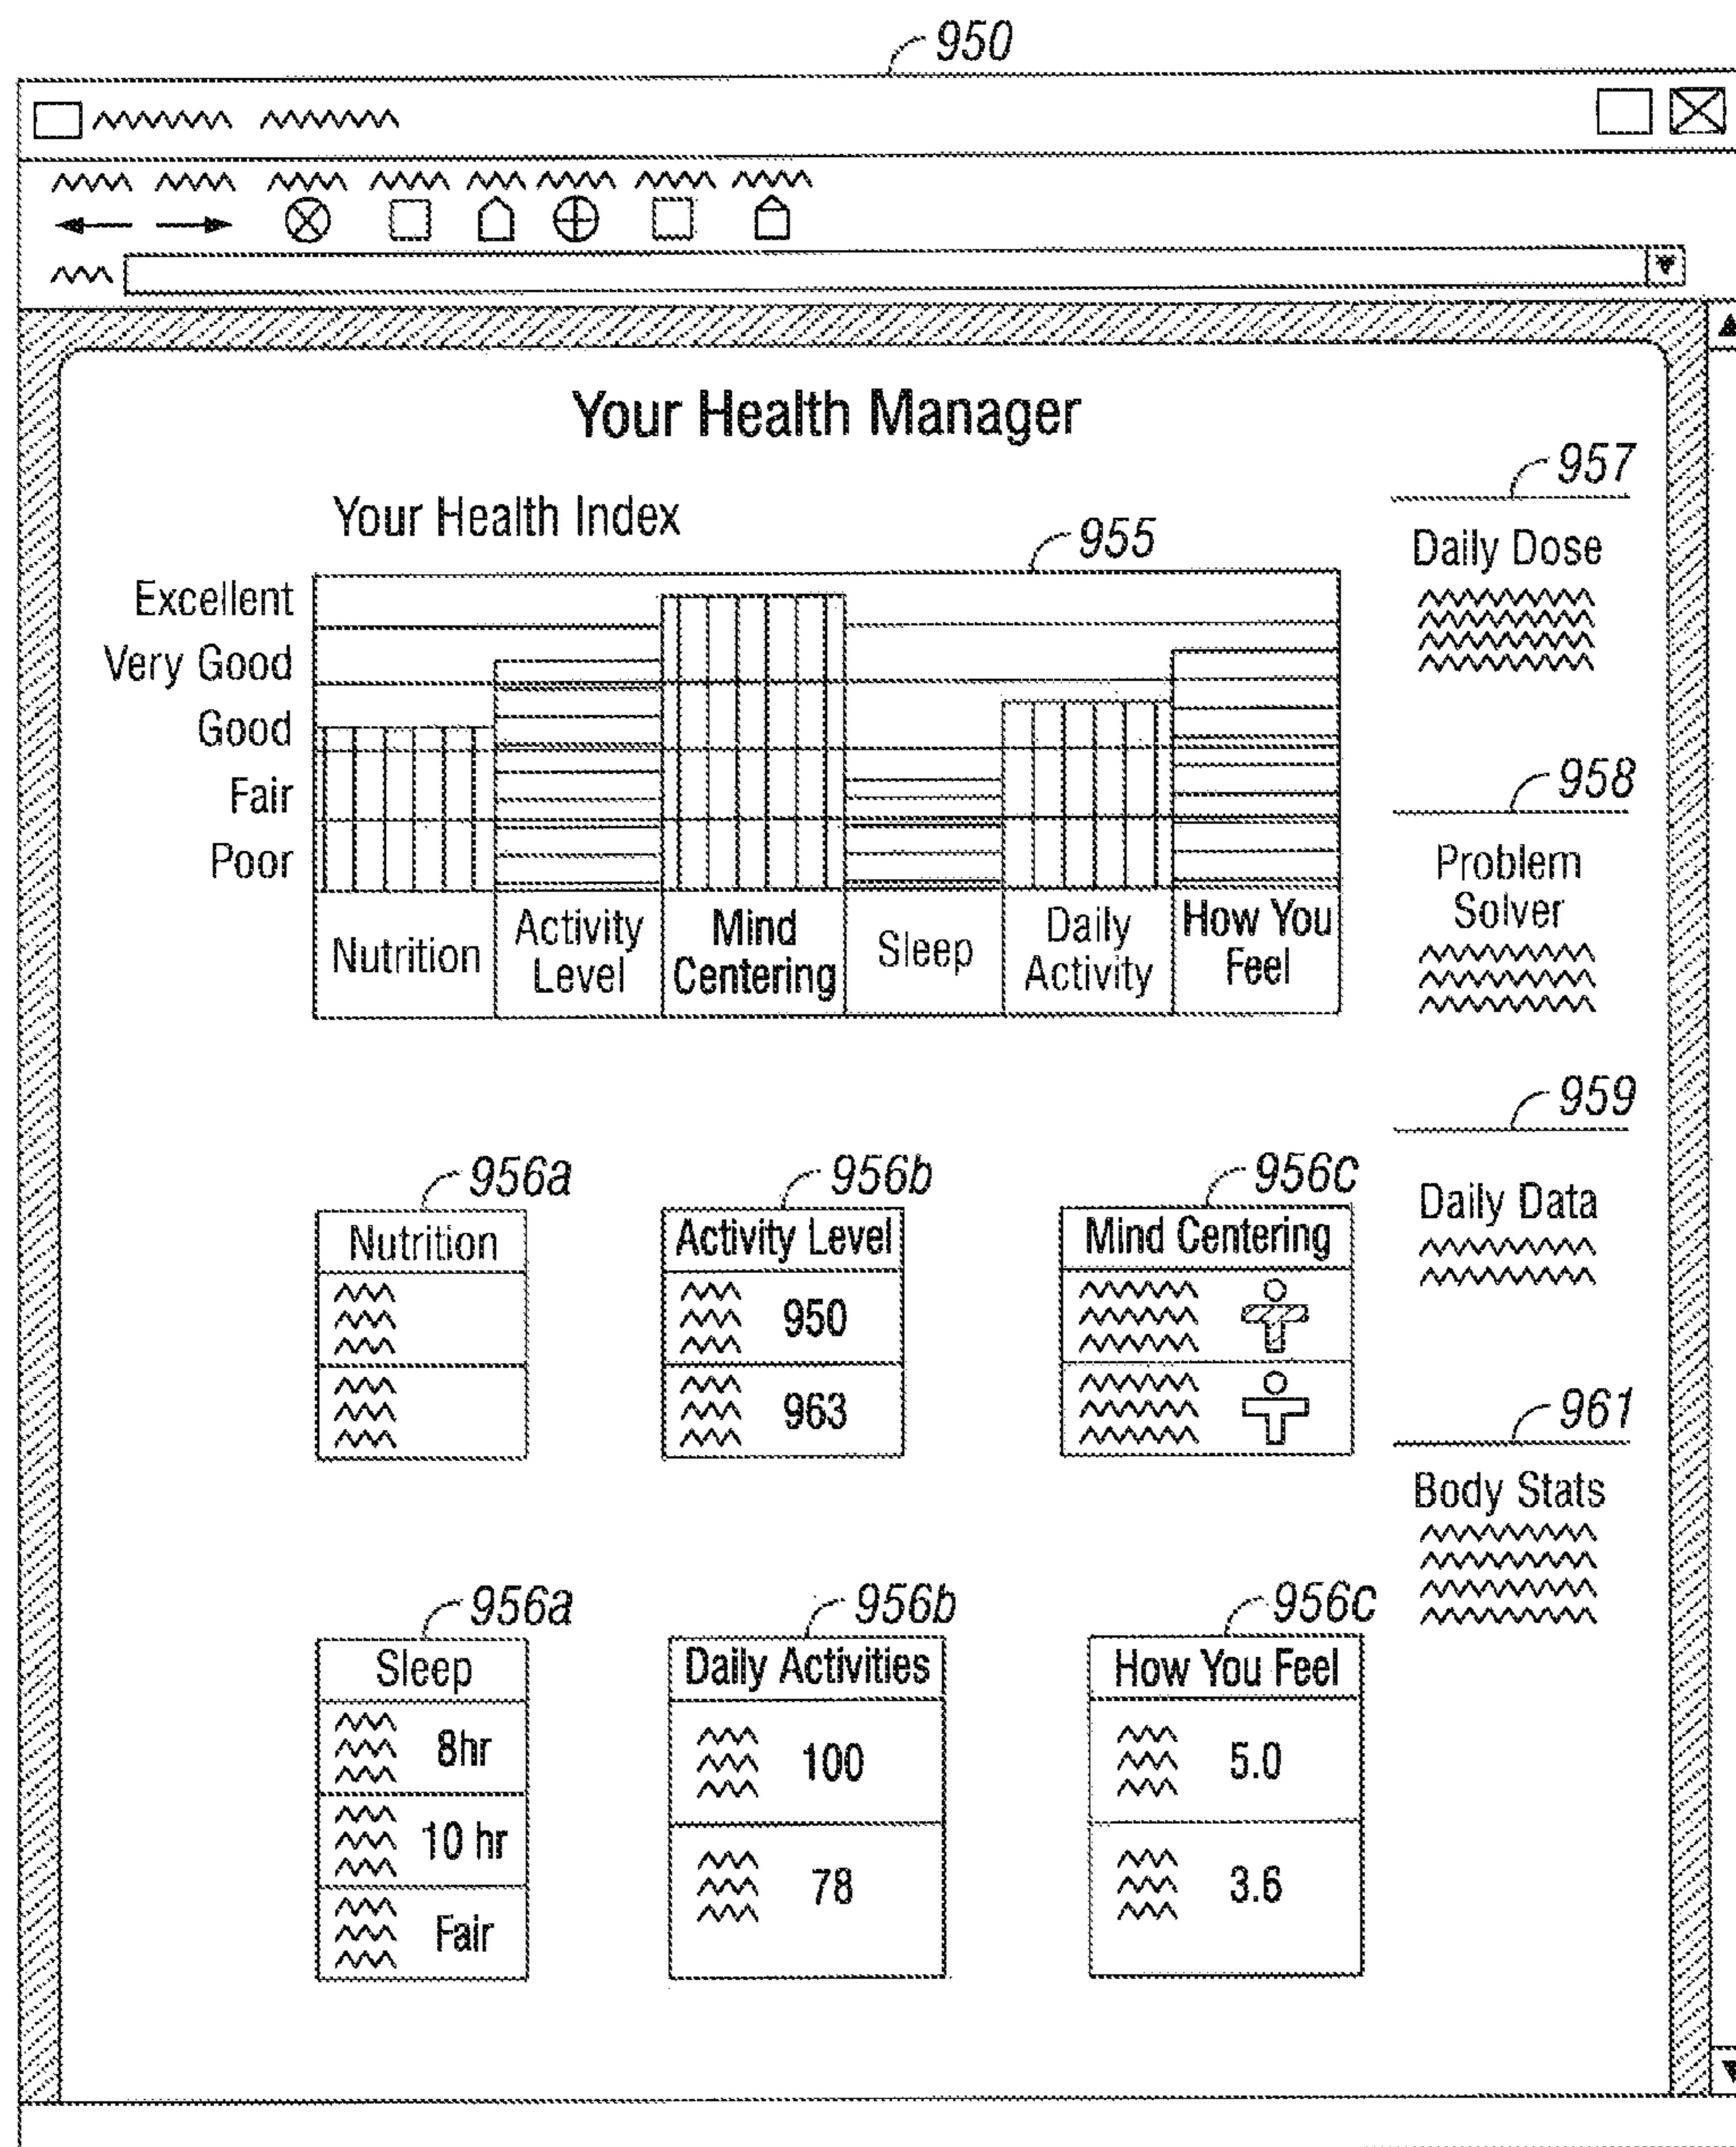 950
Your Health Manager
957
Your Health Index
955
Daily Dose
Excellent
Very Good
Good
Fair
Poor
958
Problem
Solver
Nutrition
Activity
Level
Mind
Centering
Sleep
Daily
Activity
How You
Feel
959
Daily Data
956a
956b
956c
Nutrition
Activity Level
950
963
Mind Centering
961
Body Stats
956a
956b
956c
Sleep
8hr
10 hr
Fair
Daily Activities
100
78
How You Feel
5.0
3.6